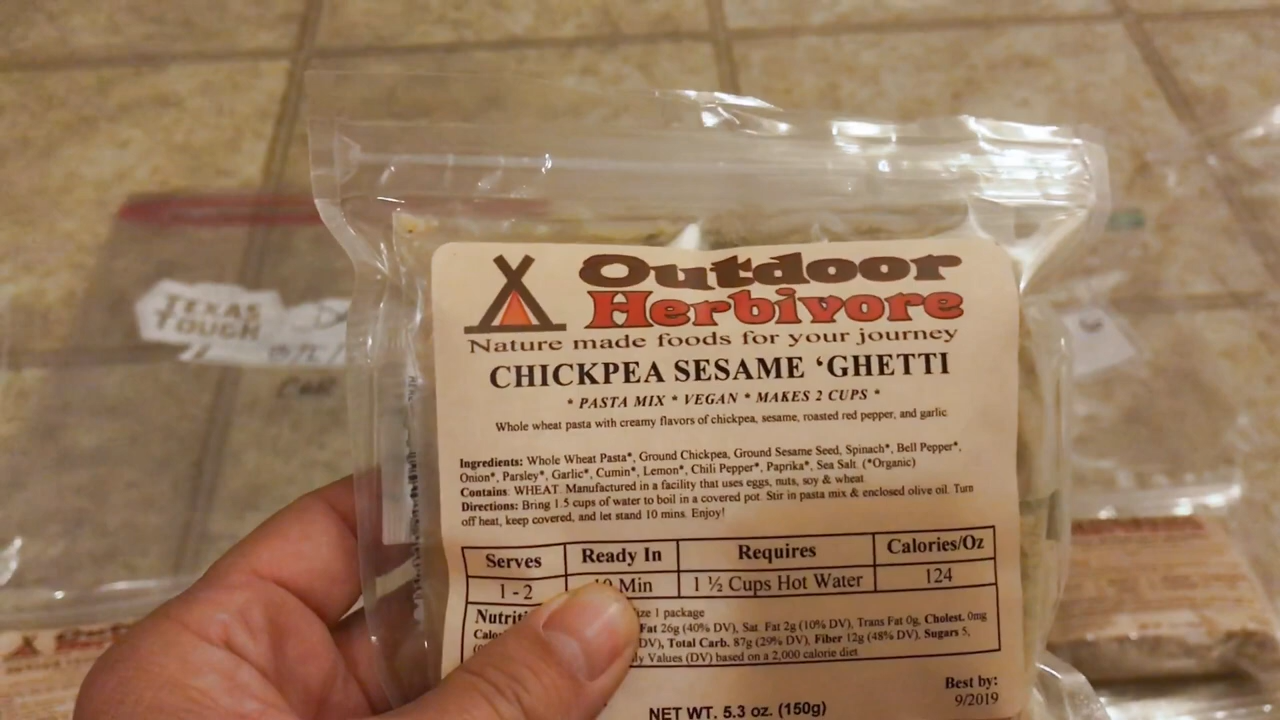 Outdoor
Herbivore
Nature made foods for your journey
CHICKPEA SESAME ‘GHETTI
* PASTA MIX * VEGAN * MAKES 2 CUPS *
Whole wheat pasta with creamy flavors of chickpea, sesame, roasted red pepper, and garlic
Ingredients: Whole Wheat Pasta*, Ground Chickpea, Ground Sesame Seed, Spinach*, Bell Pepper*,
Onion*, Parsley*, Garlic*, Cumin*, Lemon*, Chili Pepper*, Paprika*, Sea Salt. (*Organic)
Contains: WHEAT. Manufactured in a facility that uses eggs, nuts, soy & wheat.
Directions: Bring 1.5 cups of water to boil in a covered pot. Stir in pasta mix & enclosed olive oil. Turn
off heat, keep covered, and let stand 10 mins. Enjoy!
Serves Ready In Requires Calories/Oz
1 - 2 10 Min 1 ½ Cups Hot Water 124
1 package
Fat 26g (40% DV), Sat Fat 2g (10% DV), Trans Fat 0g, Cholest. 0mg
DV), Total Carb. 87g (29% DV), Fiber 12g (48% DV), Sugars 5,
Values (DV) based on a 2,000 calorie diet
Best by:
9/2019
NET WT. 5.3 oz. (150g)
TEXAS
TOUGH